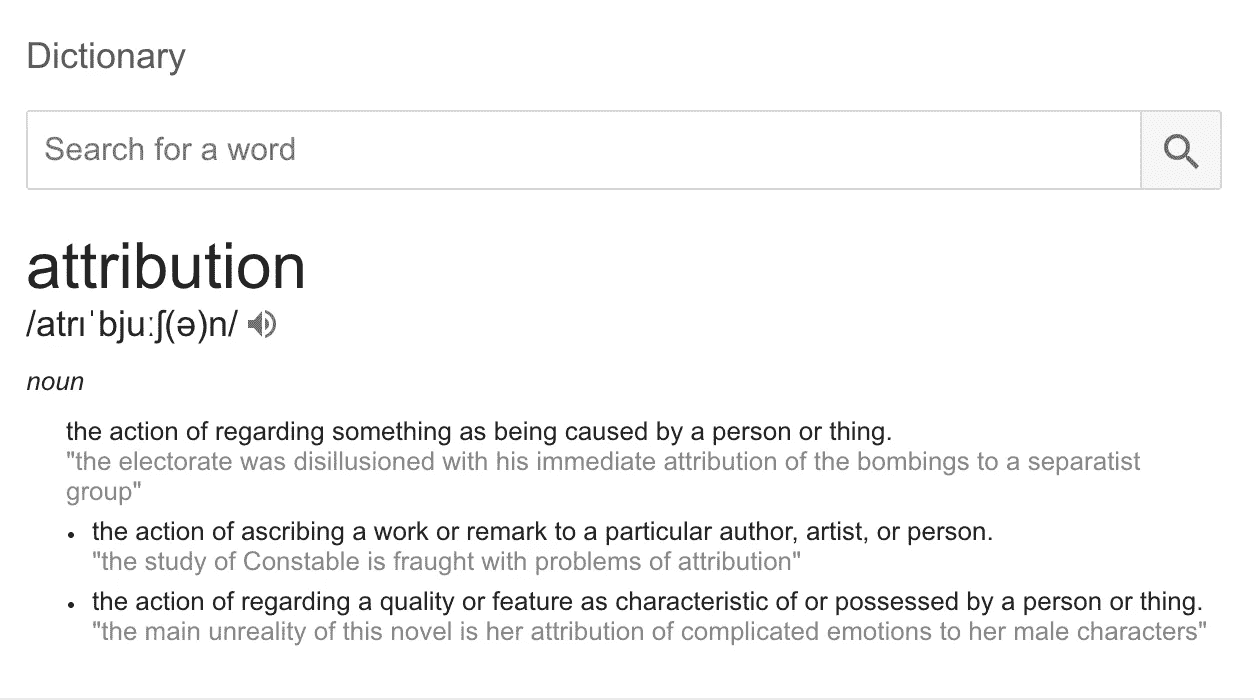 Dictionary
Search for a word
attribution
/atrɪˈbjuːʃ(ə)n/
noun
the action of regarding something as being caused by a person or thing.
"the electorate was disillusioned with his immediate attribution of the bombings to a separatist
group"
• the action of ascribing a work or remark to a particular author, artist, or person.
"the study of Constable is fraught with problems of attribution"
• the action of regarding a quality or feature as characteristic of or possessed by a person or thing.
"the main unreality of this novel is her attribution of complicated emotions to her male characters"